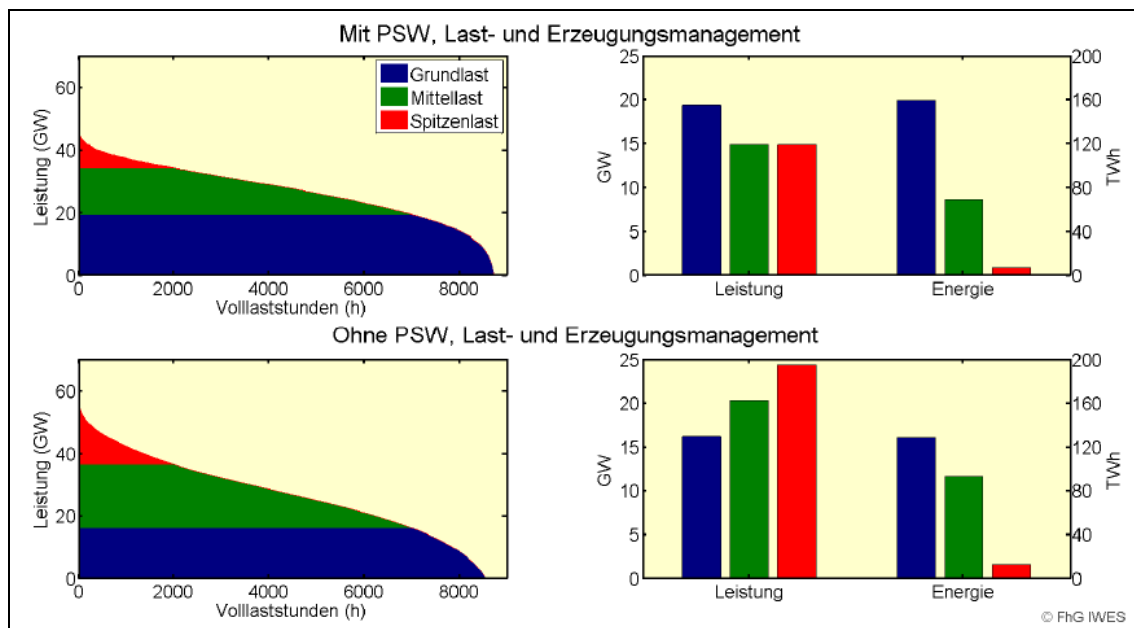 Mit PSW, Last- und Erzeugungsmanagement
Leistung (GW)
60
40
20
0
0 2000 4000 6000 8000
Volllaststunden (h)
Grundlast
Mittellast
Spitzenlast
GW
25
20
15
10
5
0
Leistung Energie
200
160
120
80
40
0
TWh
Ohne PSW, Last- und Erzeugungsmanagement
Leistung (GW)
60
40
20
0
0 2000 4000 6000 8000
Volllaststunden (h)
GW
25
20
15
10
5
0
Leistung Energie
200
160
120
80
40
0
TWh
© FhG IWES